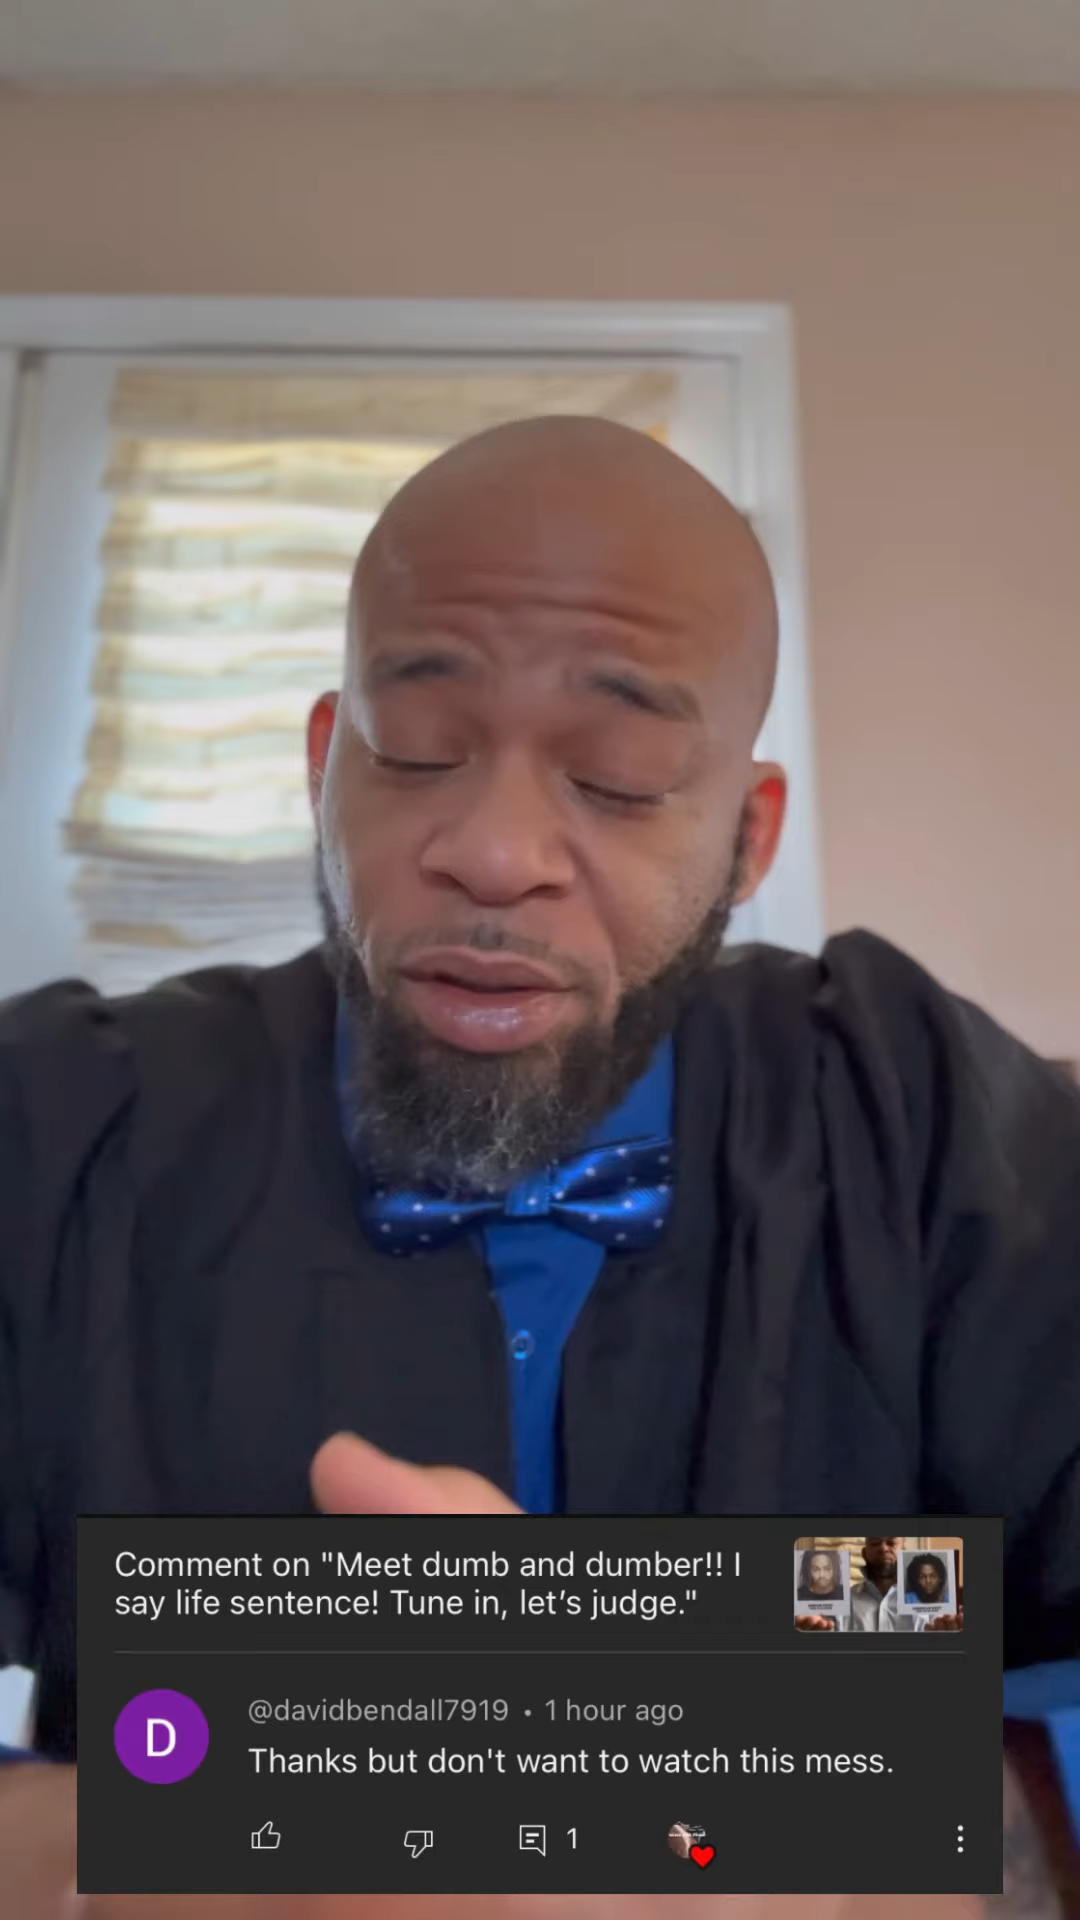 Comment on "Meet dumb and dumber!! I
say life sentence! Tune in, let’s judge."
D
@davidbendall7919 • 1 hour ago
Thanks but don't want to watch this mess.
1